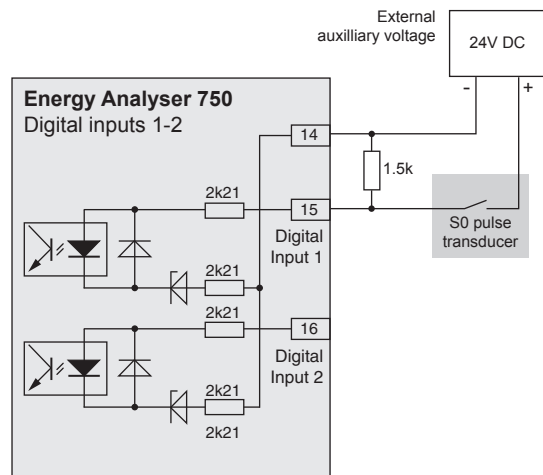 External
auxilliary voltage
24V DC
- +
Energy Analyser 750
Digital inputs 1-2
14
1.5k
2k21
15
S0 pulse
transducer
Digital
Input 1
2k21
2k21
16
Digital
Input 2
2k21
2k21